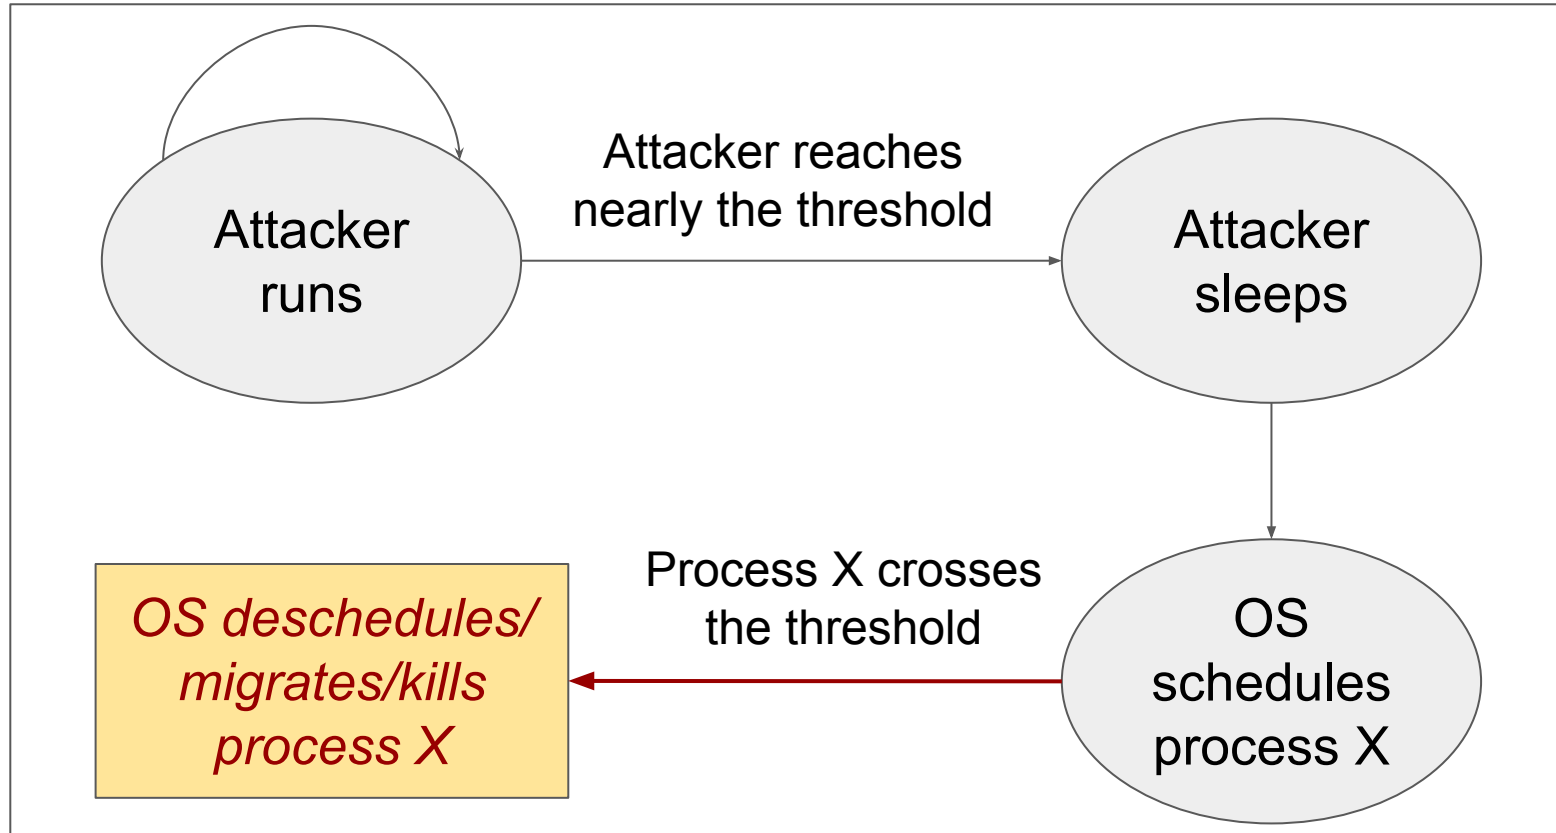 Attacker
runs
Attacker reaches
nearly the threshold
Attacker
sleeps
OS
schedules
process X
Process X crosses
the threshold
OS deschedules/
migrates/kills
process X